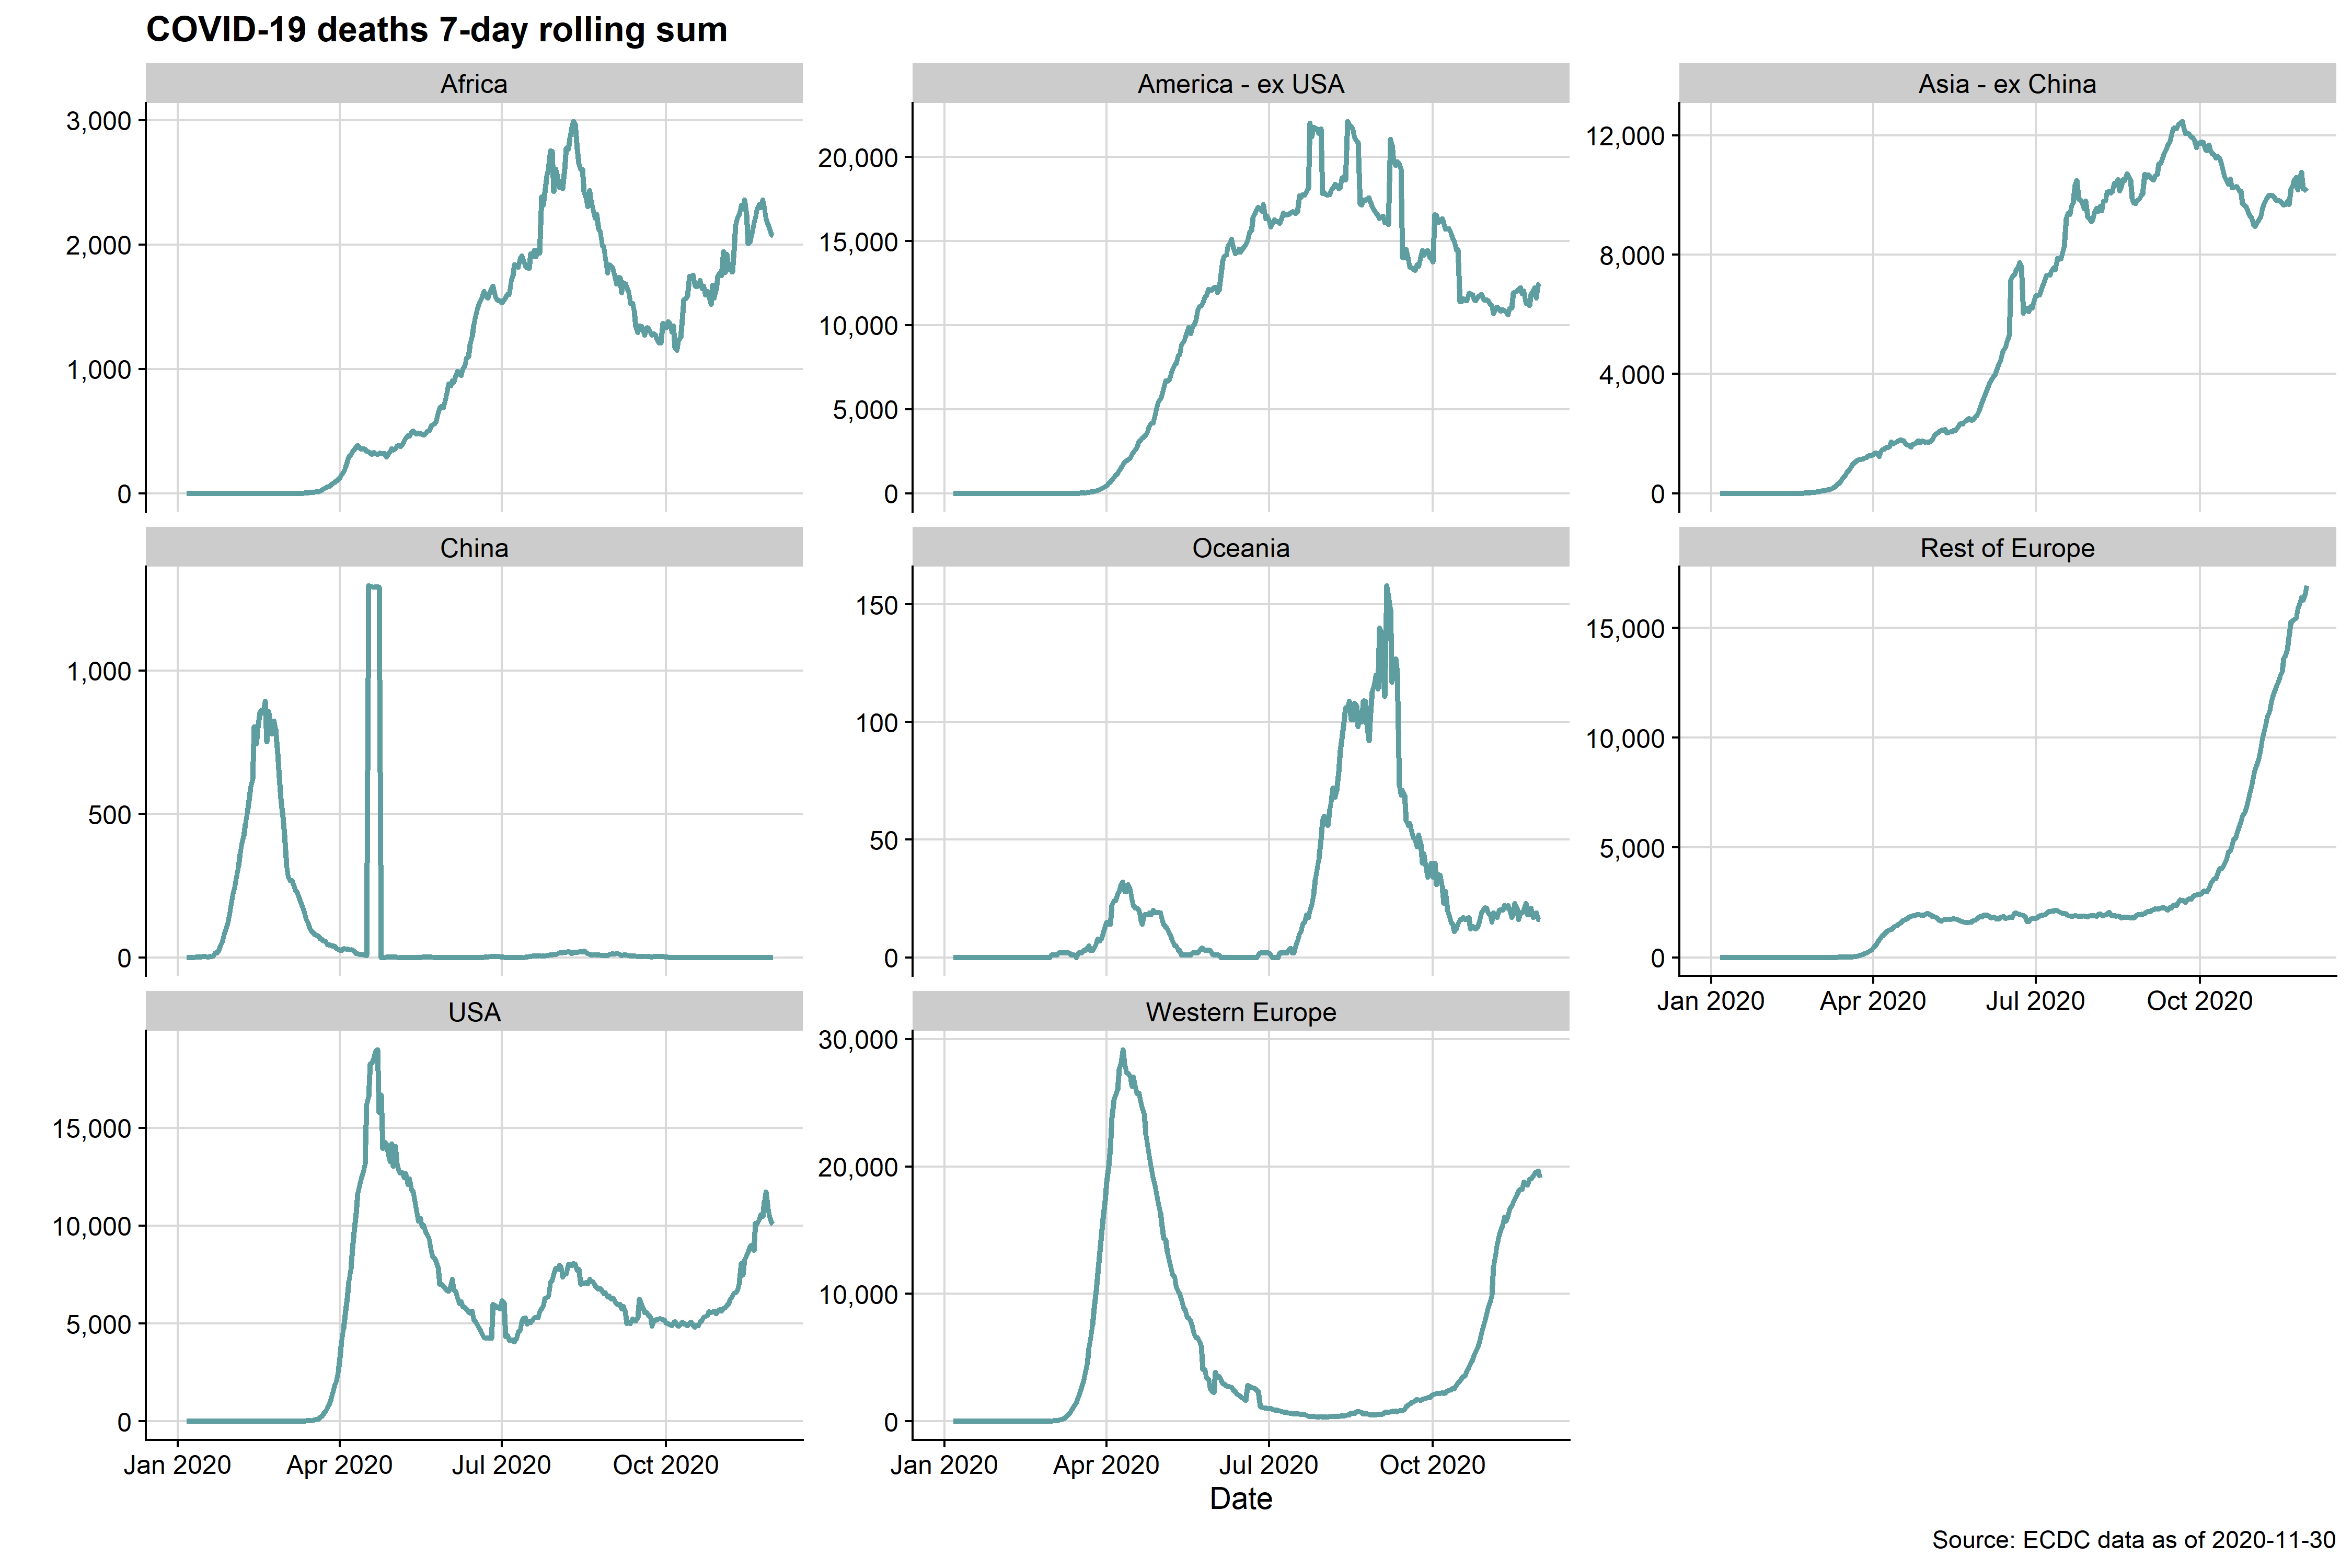 COVID-19 deaths 7-day rolling sum
Africa
America - ex USA
Asia - ex China
3,000
2,000
1,000
0
20,000
15,000
10,000
5,000
0
12,000
8,000
4,000
0
China
Oceania
Rest of Europe
1,000
500
0
150
100
50
0
15,000
10,000
5,000
0
Jan 2020 Apr 2020 Jul 2020 Oct 2020
USA
Western Europe
15,000
10,000
5,000
0
30,000
20,000
10,000
0
Jan 2020 Apr 2020 Jul 2020 Oct 2020
Jan 2020 Apr 2020 Jul 2020 Oct 2020
Date
Source: ECDC data as of 2020-11-30